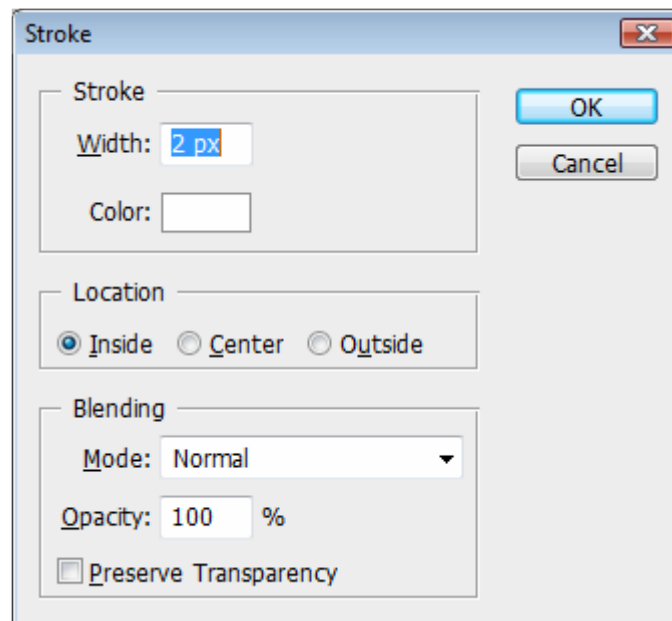 Stroke
Stroke
OK
Width: 2 px
Cancel
Color:
Location
Inside Center Outside
Blending
Mode: Normal
Opacity: 100 %
Preserve Transparency